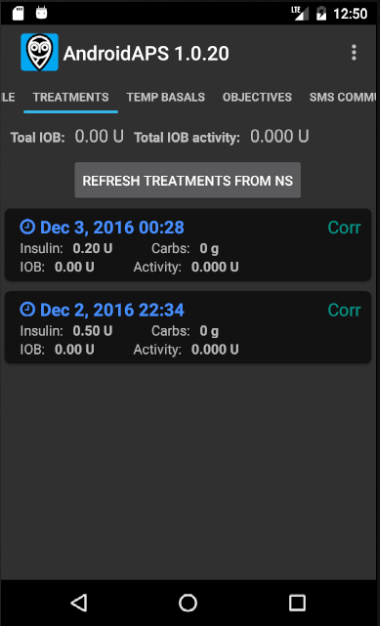 LTE 12:50
AndroidAPS 1.0.20
LE TREATMENTS TEMP BASALS OBJECTIVES SMS COMMU
Toal IOB: 0.00 U Total IOB activity: 0.000 U
REFRESH TREATMENTS FROM NS
Dec 3, 2016 00:28 Corr
Insulin: 0.20 U Carbs: 0 g
IOB: 0.00 U Activity: 0.000 U
Dec 2, 2016 22:34 Corr
Insulin: 0.50 U Carbs: 0 g
IOB: 0.00 U Activity: 0.000 U